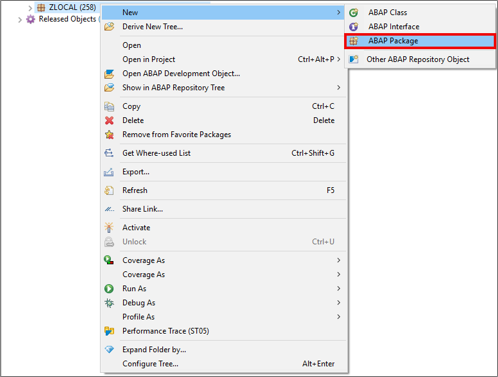 ZLOCAL (258)
Released Objects (
New
Derive New Tree...
Open
Open in Project Ctrl+Alt+P
Open ABAP Development Object...
Show in ABAP Repository Tree
Copy Ctrl+C
Delete Delete
Remove from Favorite Packages
Get Where-used List Ctrl+Shift+G
Export...
Refresh F5
Share Link...
Activate
Unlock Ctrl+U
Coverage As
Coverage As
Run As
Debug As
Profile As
Performance Trace (ST05)
Expand Folder by...
Configure Tree... Alt+Enter
ABAP Class
ABAP Interface
ABAP Package
Other ABAP Repository Object